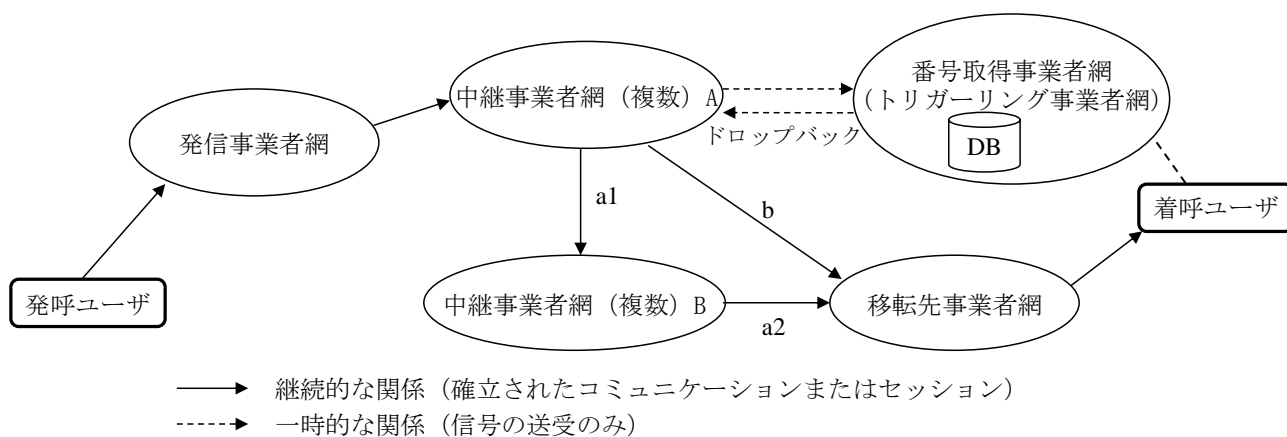 中継事業者網（複数）A
番号取得事業者網
（トリガーリング事業者網）
DB
ドロップバック
発信事業者網
着呼ユーザ
a1
b
発呼ユーザ
中継事業者網（複数）B
a2
移転先事業者網
継続的な関係（確立されたコミュニケーションまたはセッション）
一時的な関係（信号の送受のみ）